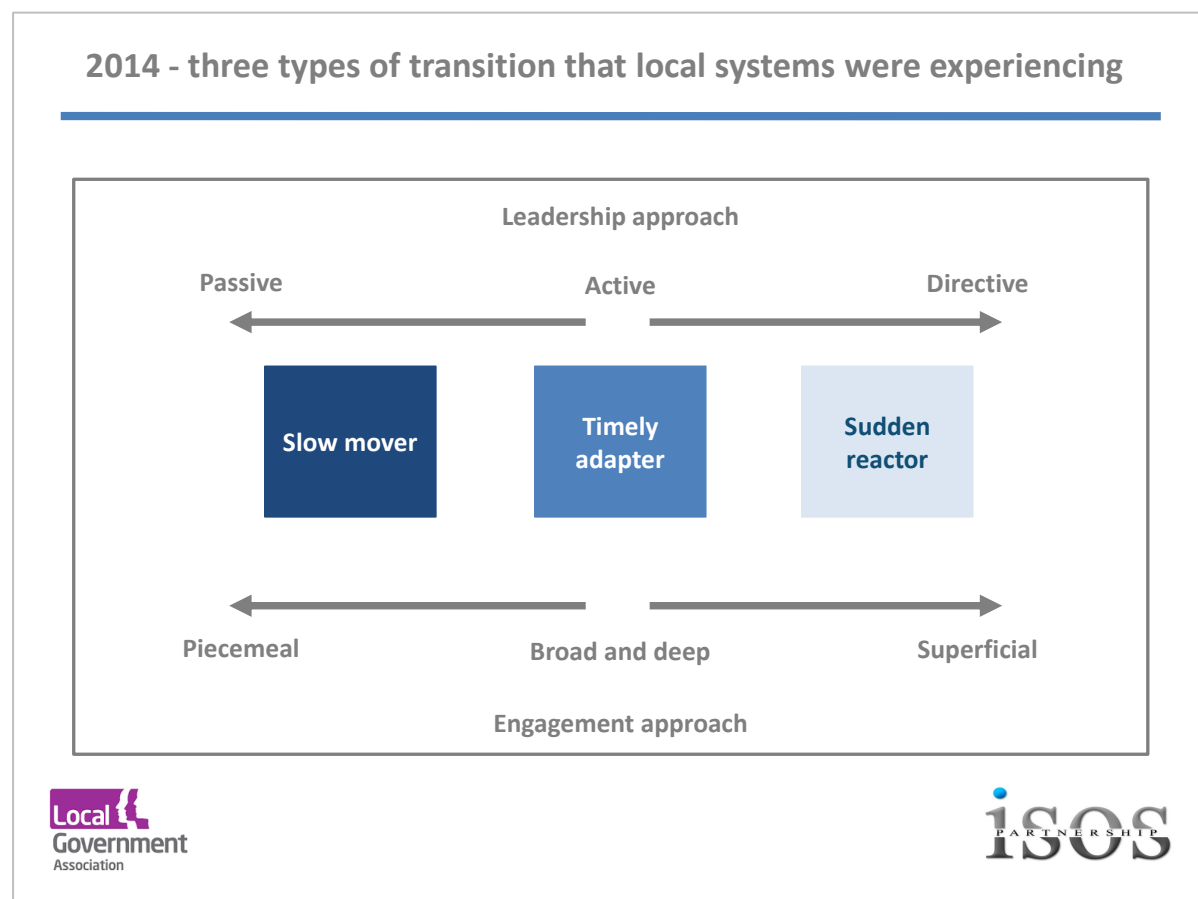 2014 - three types of transition that local systems were experiencing
Leadership approach
Passive
Active
Directive
Slow mover
Timely
adapter
Sudden
reactor
Piecemeal
Broad and deep
Superficial
Engagement approach
Local
Government
Association
isos
PARTNERSHIP